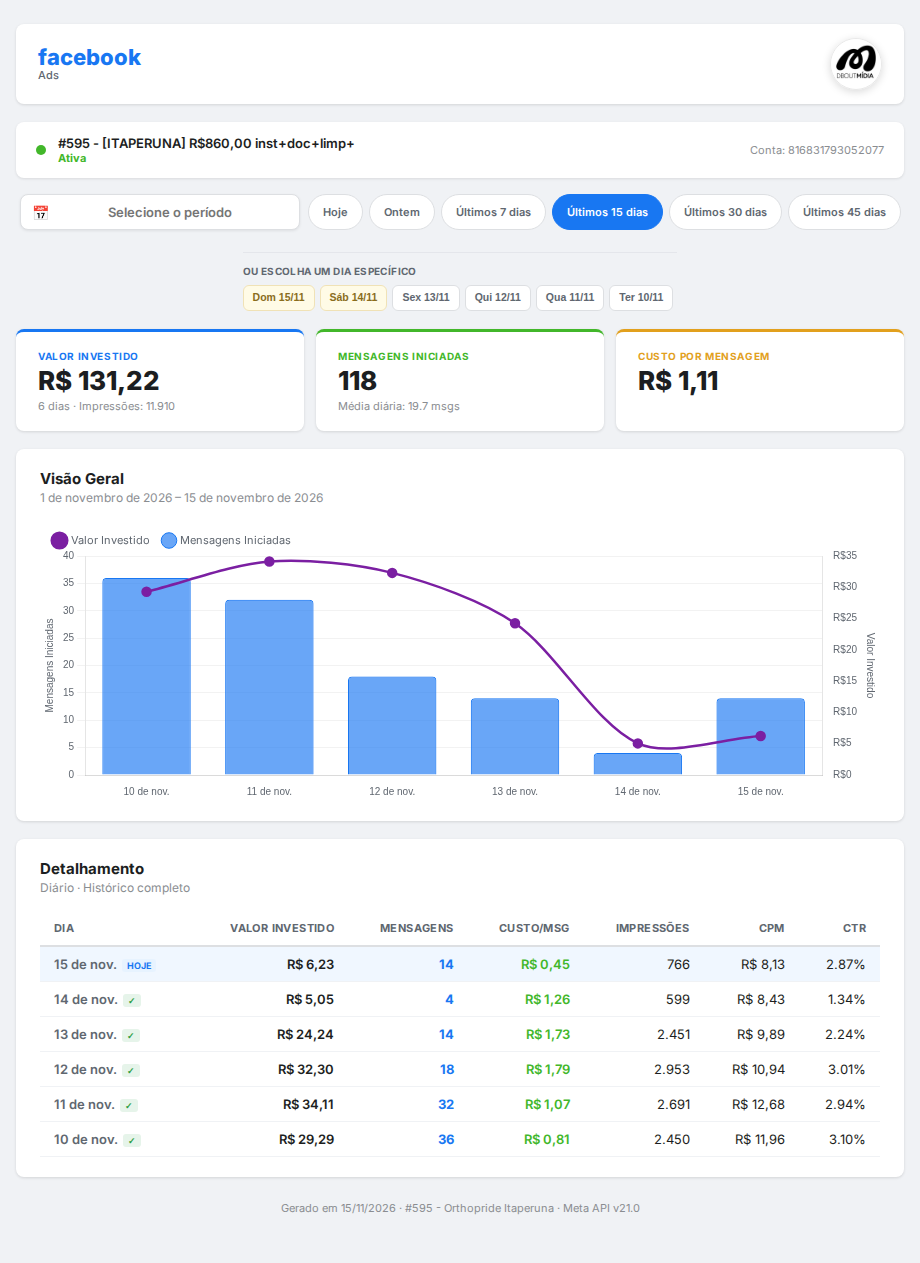 facebook
Ads
DBOUTMÍDIA
#595 - [ITAPERUNA] R$860,00 inst+doc+limp+
Ativa
Conta: 816831793052077
Selecione o período
Hoje
Ontem
Últimos 7 dias
Últimos 15 dias
Últimos 30 dias
Últimos 45 dias
OU ESCOLHA UM DIA ESPECÍFICO
Dom 15/11
Sáb 14/11
Sex 13/11
Qui 12/11
Qua 11/11
Ter 10/11
VALOR INVESTIDO
R$ 131,22
6 dias · Impressões: 11.910
MENSAGENS INICIADAS
118
Média diária: 19.7 msgs
CUSTO POR MENSAGEM
R$ 1,11
Visão Geral
1 de novembro de 2026 – 15 de novembro de 2026
Valor Investido
Mensagens Iniciadas
Mensagens Iniciadas
40
35
30
25
20
15
10
5
0
R$35
R$30
R$25
R$20
R$15
R$10
R$5
R$0
Valor Investido
10 de nov.
11 de nov.
12 de nov.
13 de nov.
14 de nov.
15 de nov.
Detalhamento
Diário · Histórico completo
DIA VALOR INVESTIDO MENSAGENS CUSTO/MSG IMPRESSÕES CPM CTR
15 de nov. HOJE R$ 6,23 14 R$ 0,45 766 R$ 8,13 2.87%
14 de nov. ✓ R$ 5,05 4 R$ 1,26 599 R$ 8,43 1.34%
13 de nov. ✓ R$ 24,24 14 R$ 1,73 2.451 R$ 9,89 2.24%
12 de nov. ✓ R$ 32,30 18 R$ 1,79 2.953 R$ 10,94 3.01%
11 de nov. ✓ R$ 34,11 32 R$ 1,07 2.691 R$ 12,68 2.94%
10 de nov. ✓ R$ 29,29 36 R$ 0,81 2.450 R$ 11,96 3.10%
Gerado em 15/11/2026 · #595 - Orthopride Itaperuna · Meta API v21.0